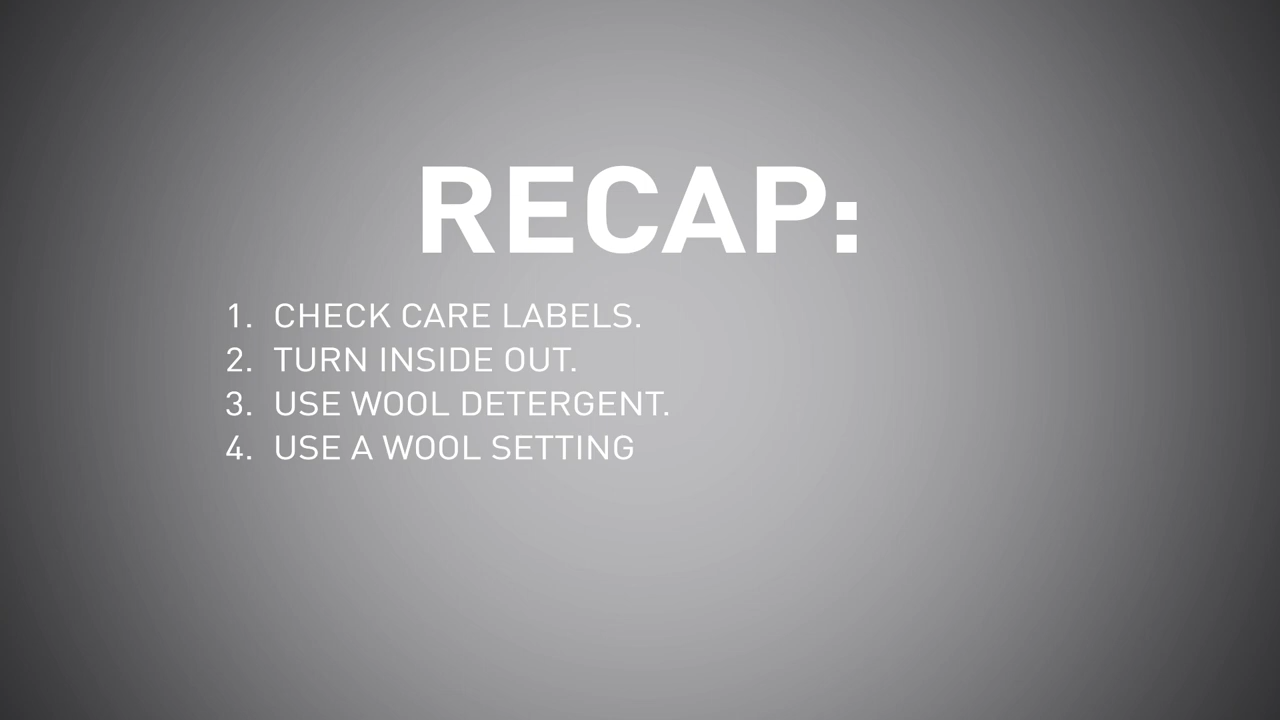 RECAP:
1. CHECK CARE LABELS.
2. TURN INSIDE OUT.
3. USE WOOL DETERGENT.
4. USE A WOOL SETTING